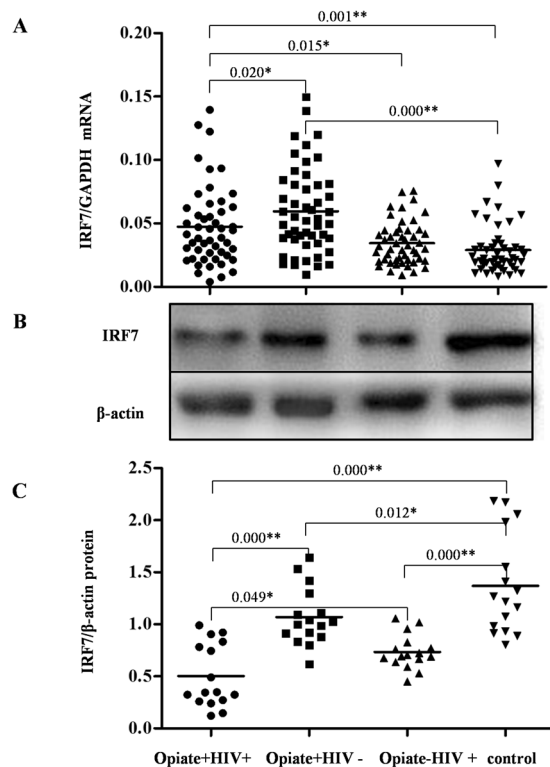 A
0.001**
0.015*
0.020*
0.000**
IRF7/GAPDH mRNA
0.20
0.15
0.10
0.05
0.00
B
IRF7
β-actin
C
0.000**
0.012*
0.000**
0.000**
0.049*
IRF7/β-actin protein
2.5
2.0
1.5
1.0
0.5
0.0
Opiate+HIV+ Opiate+HIV - Opiate-HIV + control